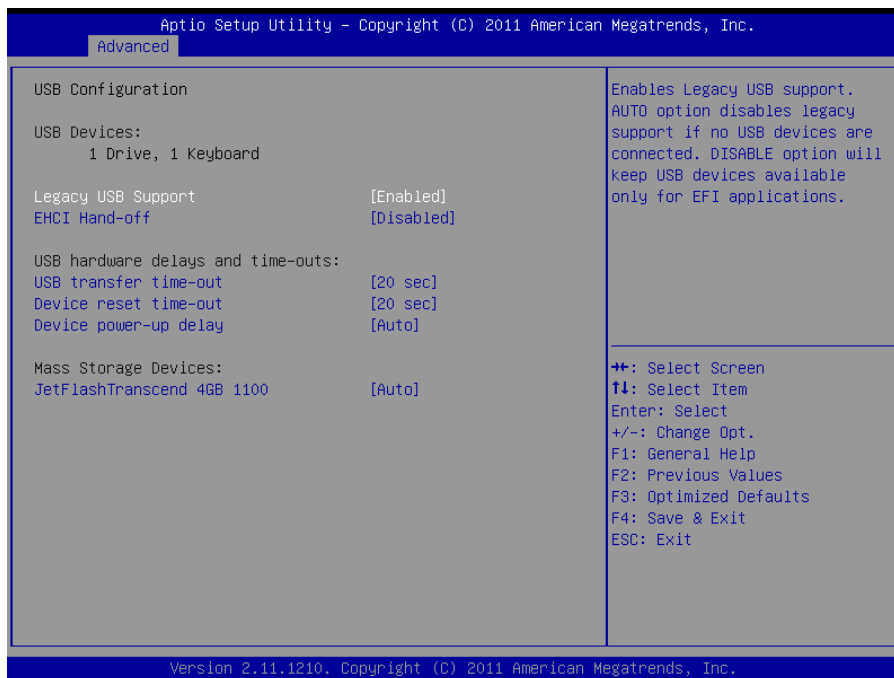 Aptio Setup Utility – Copyright (C) 2011 American Megatrends, Inc.
Advanced
USB Configuration
USB Devices:
1 Drive, 1 Keyboard
Legacy USB Support [Enabled]
EHCI Hand-off [Disabled]
USB hardware delays and time-outs:
USB transfer time-out [20 sec]
Device reset time-out [20 sec]
Device power-up delay [Auto]
Mass Storage Devices:
JetFlashTranscend 4GB 1100 [Auto]
Enables Legacy USB support.
AUTO option disables legacy
support if no USB devices are
connected. DISABLE option will
keep USB devices available
only for EFI applications.
→←: Select Screen
↑↓: Select Item
Enter: Select
+/-: Change Opt.
F1: General Help
F2: Previous Values
F3: Optimized Defaults
F4: Save & Exit
ESC: Exit
Version 2.11.1210. Copyright (C) 2011 American Megatrends, Inc.